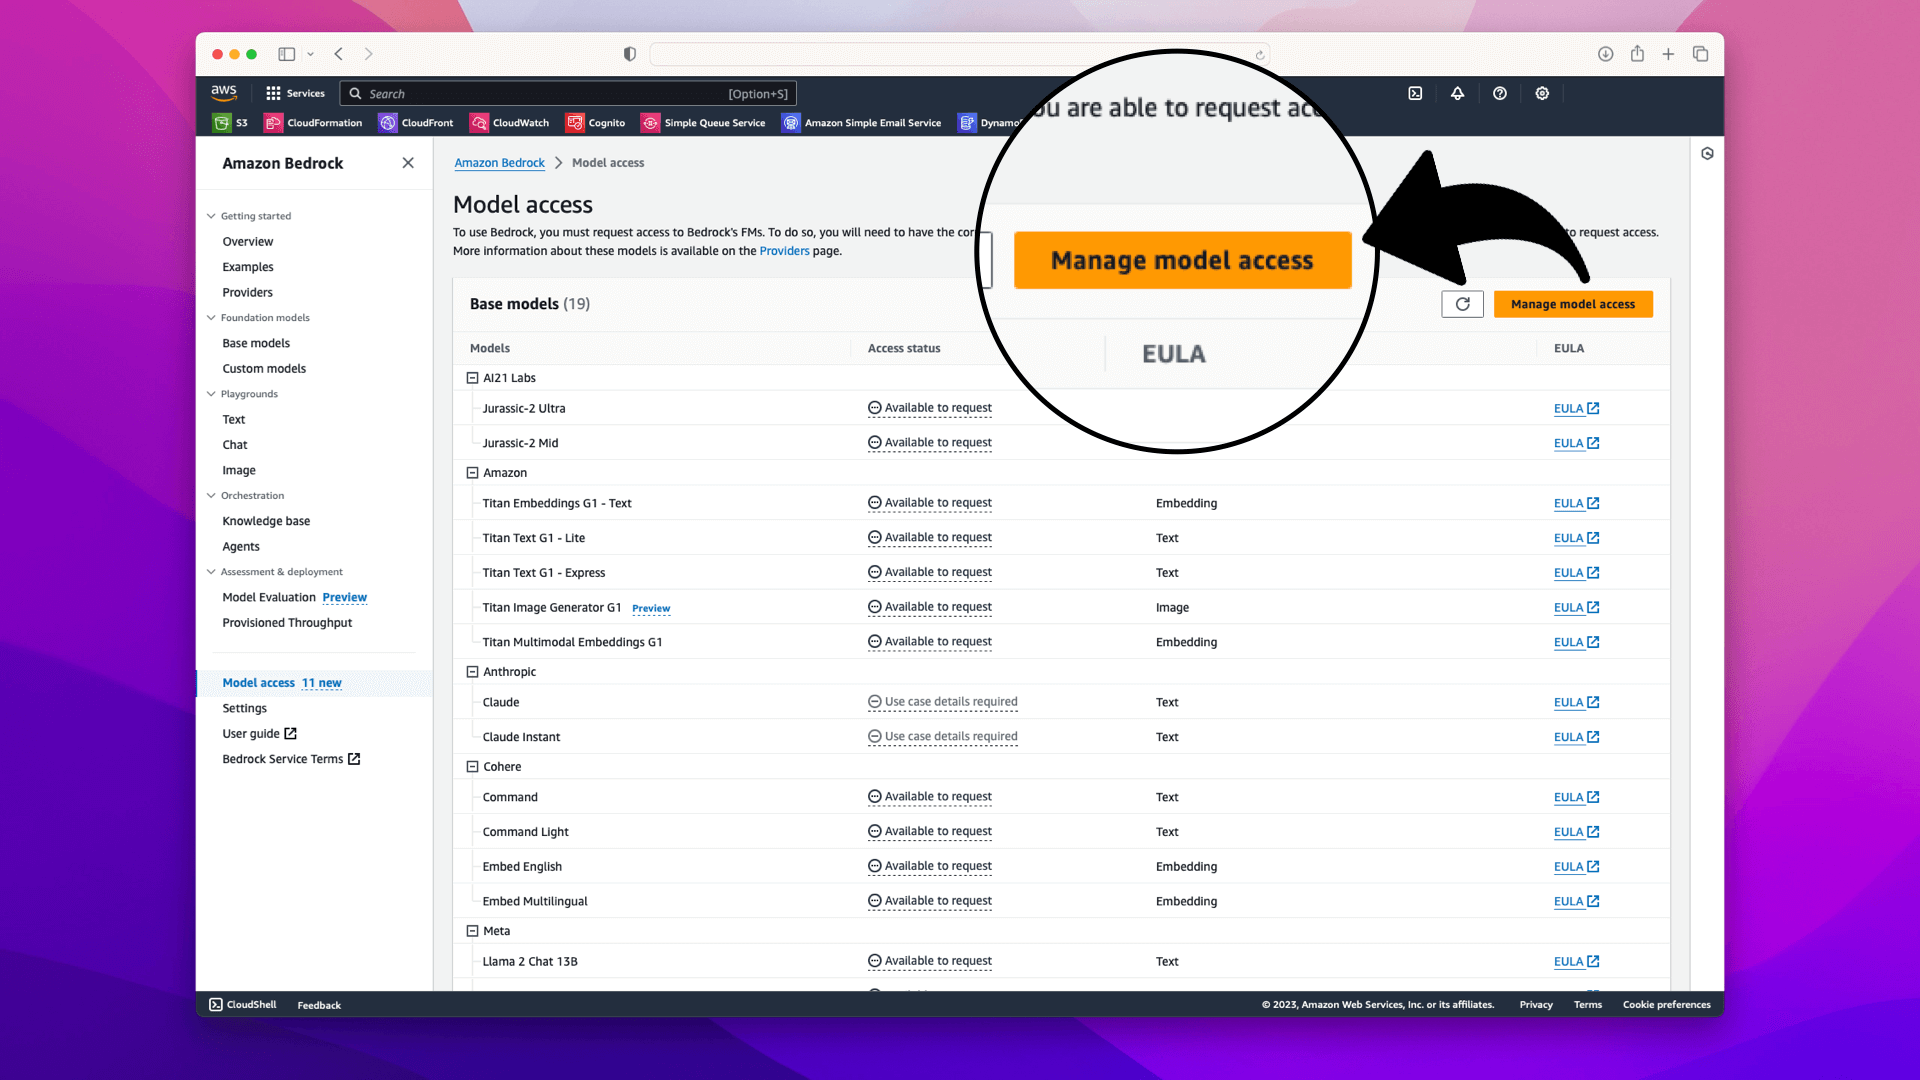 aws Services Search [Option+S]
S3 CloudFormation CloudFront CloudWatch Cognito Simple Queue Service Amazon Simple Email Service
Amazon Bedrock
Getting started
Overview
Examples
Providers
Foundation models
Base models
Custom models
Playgrounds
Text
Chat
Image
Orchestration
Knowledge base
Agents
Assessment & deployment
Model Evaluation Preview
Provisioned Throughput
Model access 11 new
Settings
User guide
Bedrock Service Terms
Amazon Bedrock > Model access
Model access
To use Bedrock, you must request access to Bedrock's FMs. To do so, you will need to have the to request access.
More information about these models is available on the Providers page.
are able to request
Manage model access
EULA
Base models (19) Manage model access
Models Access status EULA
AI21 Labs
Jurassic-2 Ultra Available to request EULA
Jurassic-2 Mid Available to request EULA
Amazon
Titan Embeddings G1 - Text Available to request Embedding EULA
Titan Text G1 - Lite Available to request Text EULA
Titan Text G1 - Express Available to request Text EULA
Titan Image Generator G1 Preview Available to request Image EULA
Titan Multimodal Embeddings G1 Available to request Embedding EULA
Anthropic
Claude Use case details required Text EULA
Claude Instant Use case details required Text EULA
Cohere
Command Available to request Text EULA
Command Light Available to request Text EULA
Embed English Available to request Embedding EULA
Embed Multilingual Available to request Embedding EULA
Meta
Llama 2 Chat 13B Available to request Text EULA
CloudShell Feedback © 2023, Amazon Web Services, Inc. or its affiliates. Privacy Terms Cookie preferences